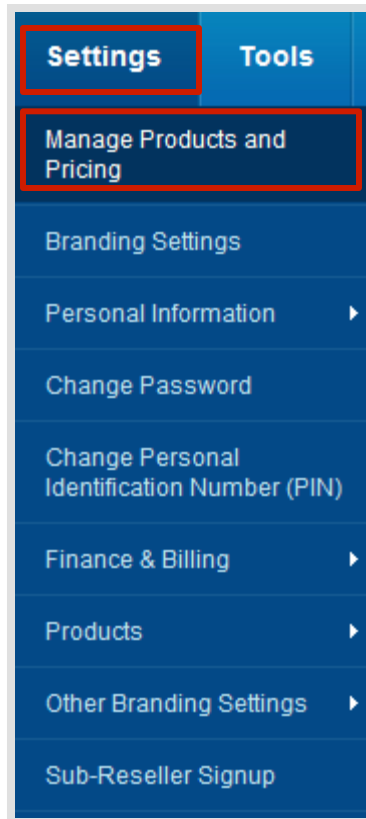 Settings Tools
Manage Products and
Pricing
Branding Settings
Personal Information
Change Password
Change Personal
Identification Number (PIN)
Finance & Billing
Products
Other Branding Settings
Sub-Reseller Signup